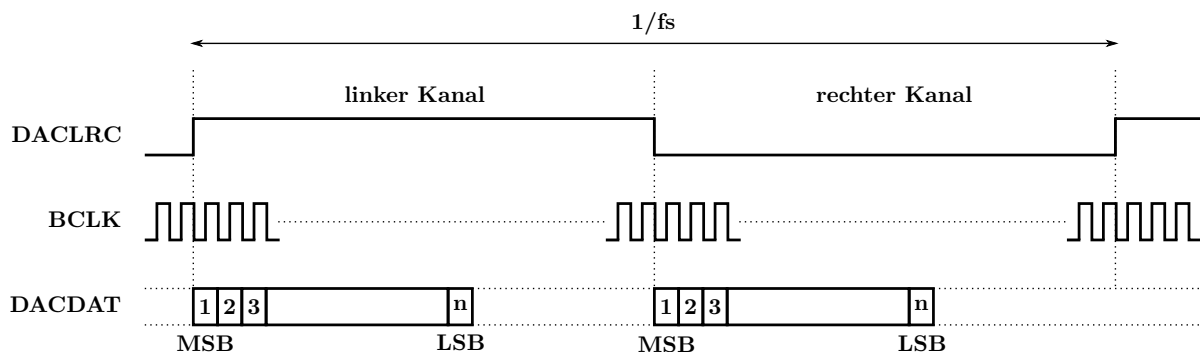 1/fs
linker Kanal rechter Kanal
DACLRC
BCLK
DACDAT 1 2 3 n 1 2 3 n
MSB LSB MSB LSB